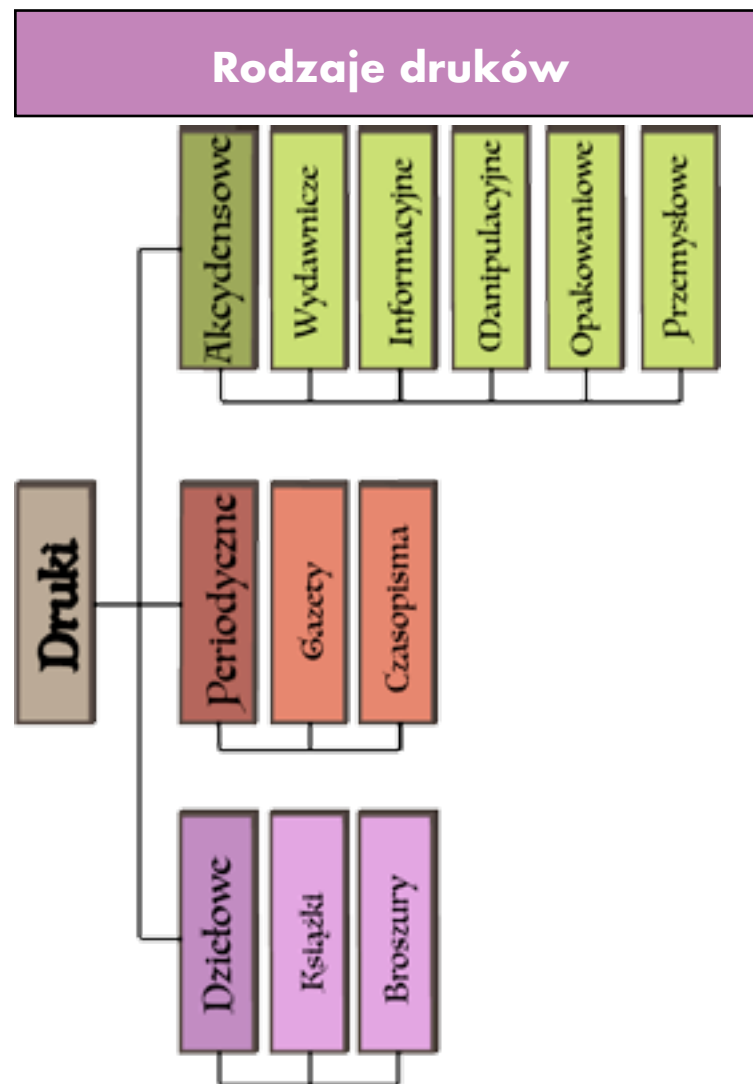 Rodzaje druków
Druki
Dziełowe
Książki
Broszury
Periodyczne
Gazety
Czasopisma
Akcydensowe
Wydawnicze
Informacyjne
Manipulacyjne
Opakowaniowe
Przemysłowe